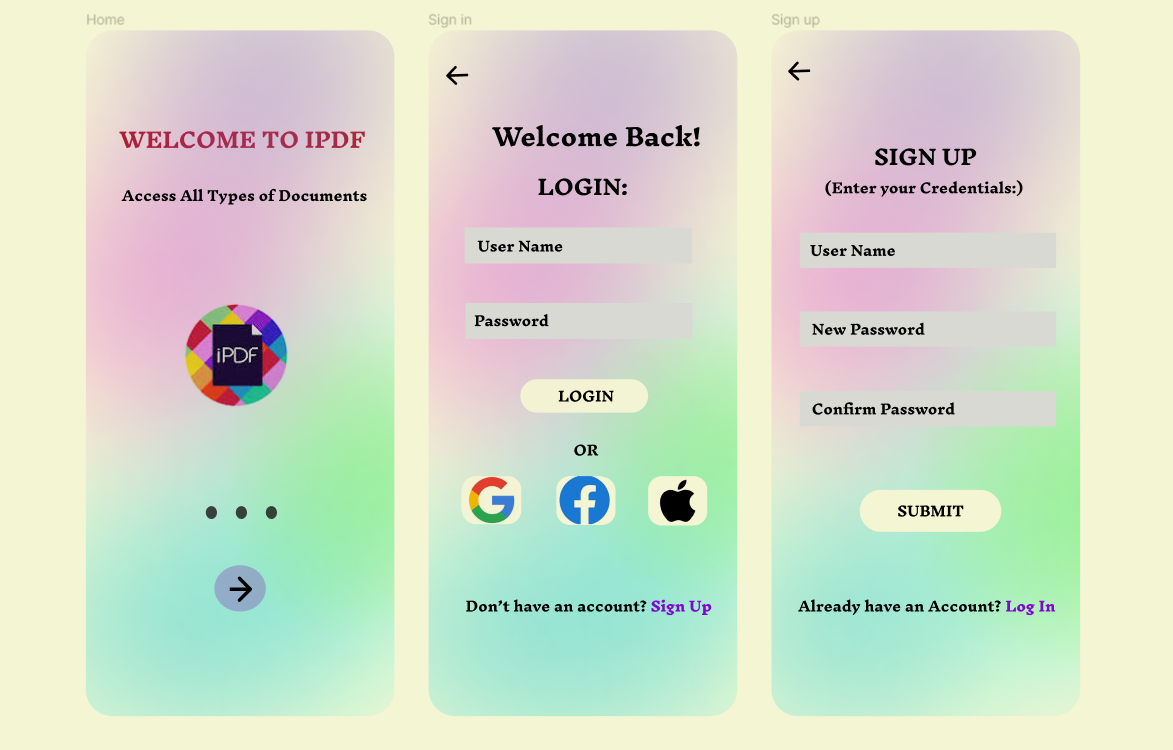 Home
WELCOME TO IPDF
Access All Types of Documents
iPDF
Sign in
Welcome Back!
LOGIN:
User Name
Password
LOGIN
OR
Don't have an account? Sign Up
Sign up
SIGN UP
(Enter your Credentials:)
User Name
New Password
Confirm Password
SUBMIT
Already have an Account? Log In